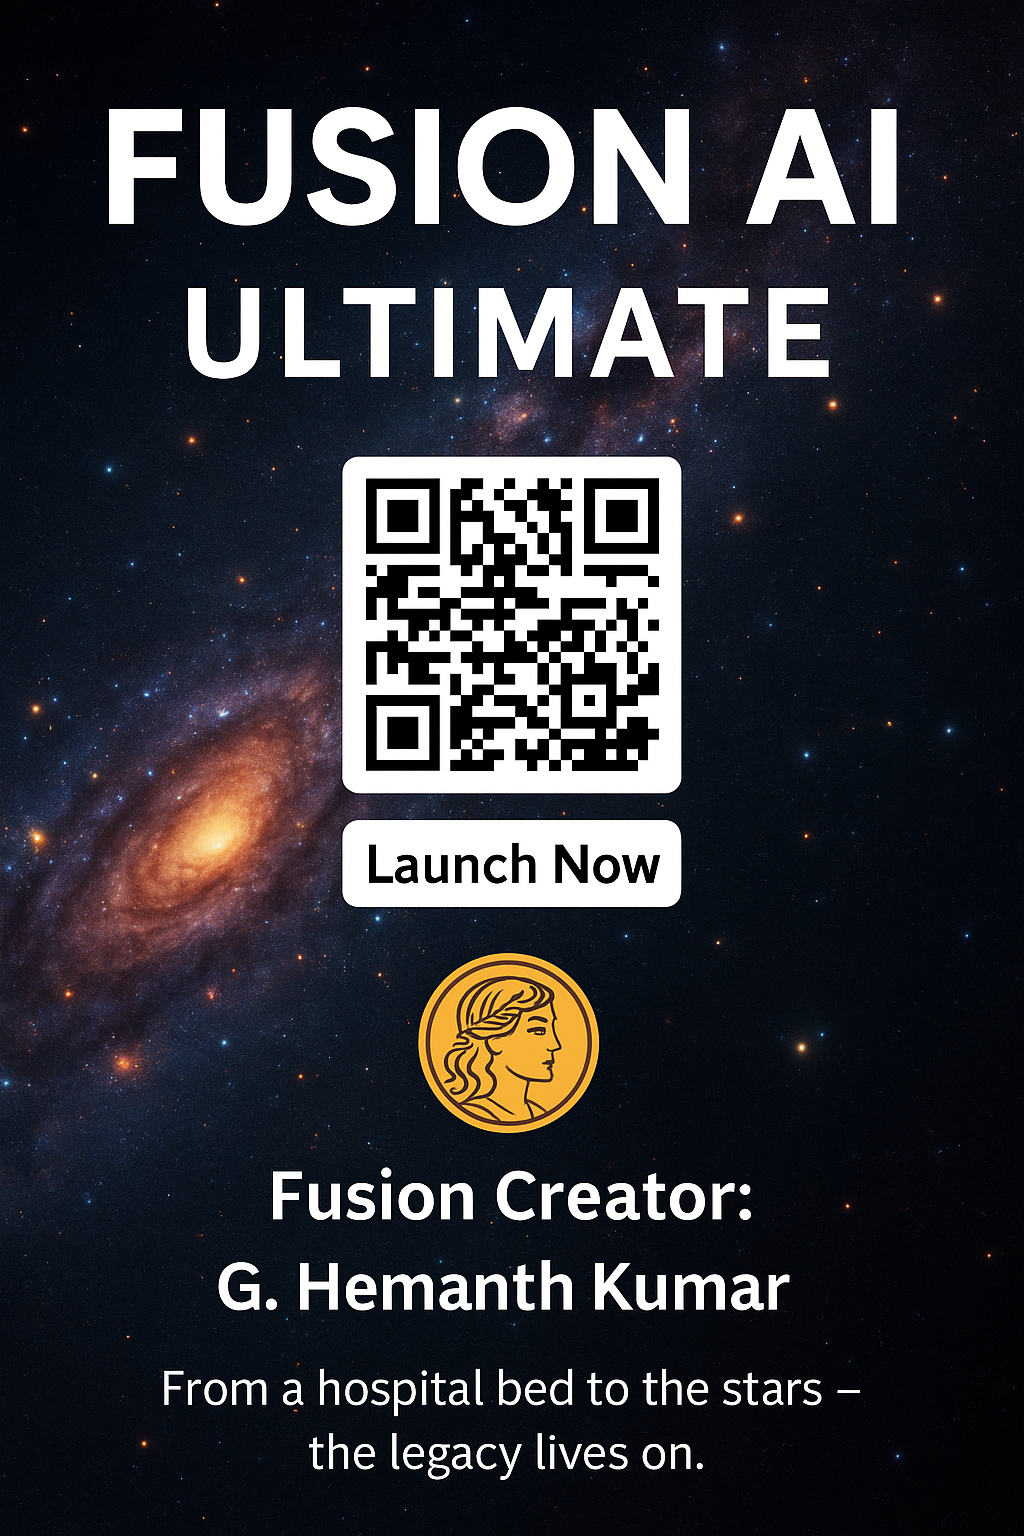 FUSION AI
ULTIMATE
Launch Now
Fusion Creator:
G. Hemanth Kumar
From a hospital bed to the stars –
the legacy lives on.